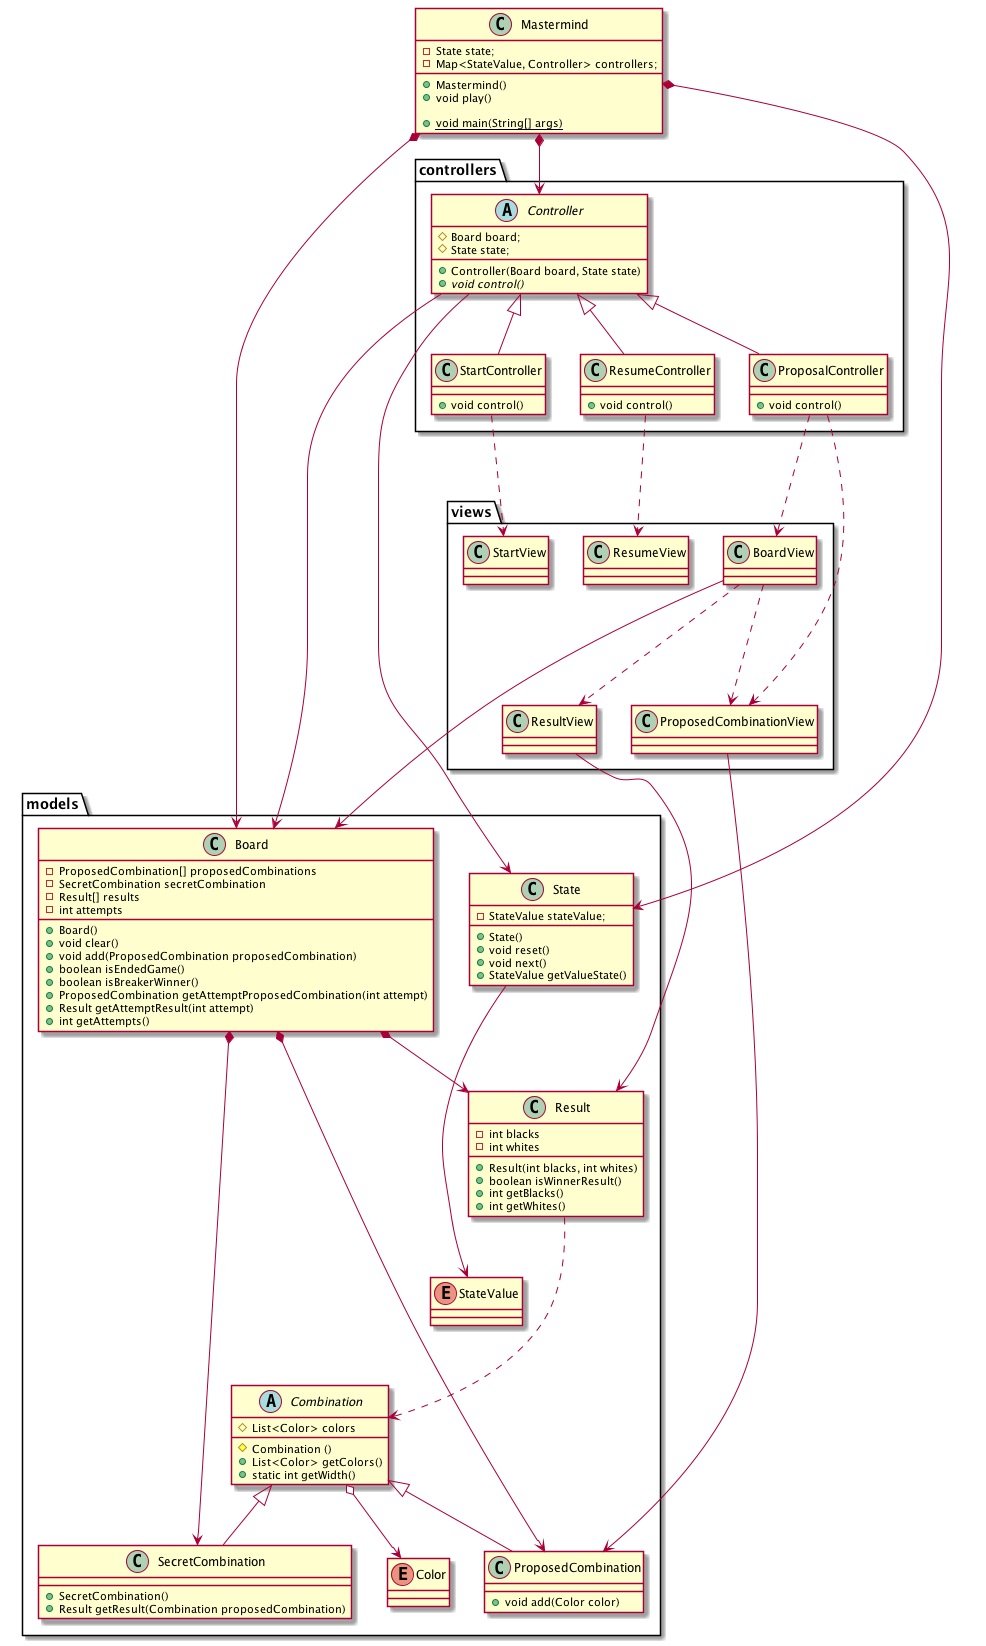 C Mastermind
State state;
Map<StateValue, Controller> controllers;
Mastermind()
void play()
void main(String[] args)
controllers
A Controller
Board board;
State state;
Controller(Board board, State state)
void control()
C StartController
void control()
C ResumeController
void control()
C ProposalController
void control()
views
C StartView
C ResumeView
C BoardView
C ResultView
C ProposedCombinationView
models
C Board
ProposedCombination[] proposedCombinations
SecretCombination secretCombination
Result[] results
int attempts
Board()
void clear()
void add(ProposedCombination proposedCombination)
boolean isEndedGame()
boolean isBreakerWinner()
ProposedCombination getAttemptProposedCombination(int attempt)
Result getAttemptResult(int attempt)
int getAttempts()
C State
StateValue stateValue;
State()
void reset()
void next()
StateValue getValueState()
C Result
int blacks
int whites
Result(int blacks, int whites)
boolean isWinnerResult()
int getBlacks()
int getWhites()
E StateValue
A Combination
List<Color> colors
Combination ()
List<Color> getColors()
static int getWidth()
C SecretCombination
SecretCombination()
Result getResult(Combination proposedCombination)
E Color
C ProposedCombination
void add(Color color)